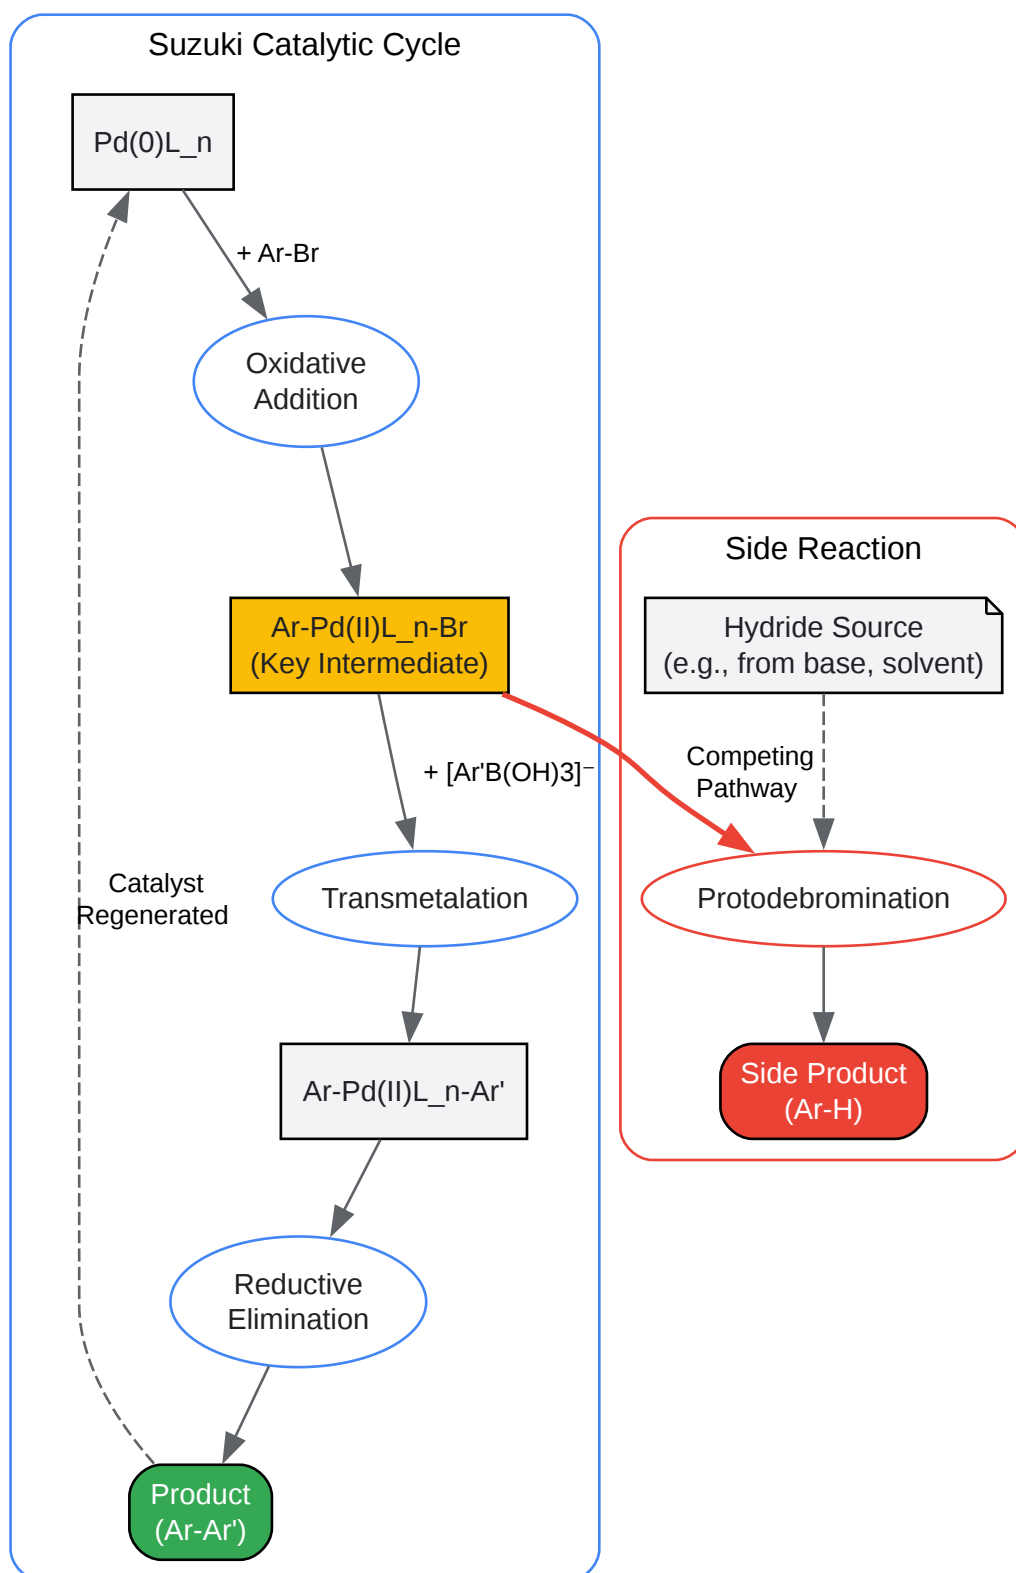 Suzuki Catalytic Cycle
Pd(0)L_n
+ Ar-Br
Oxidative
Addition
Ar-Pd(II)L_n-Br
(Key Intermediate)
+ [Ar'B(OH)3]⁻
Transmetalation
Catalyst
Regenerated
Ar-Pd(II)L_n-Ar'
Reductive
Elimination
Product
(Ar-Ar')
Side Reaction
Hydride Source
(e.g., from base, solvent)
Competing
Pathway
Protodebromination
Side Product
(Ar-H)